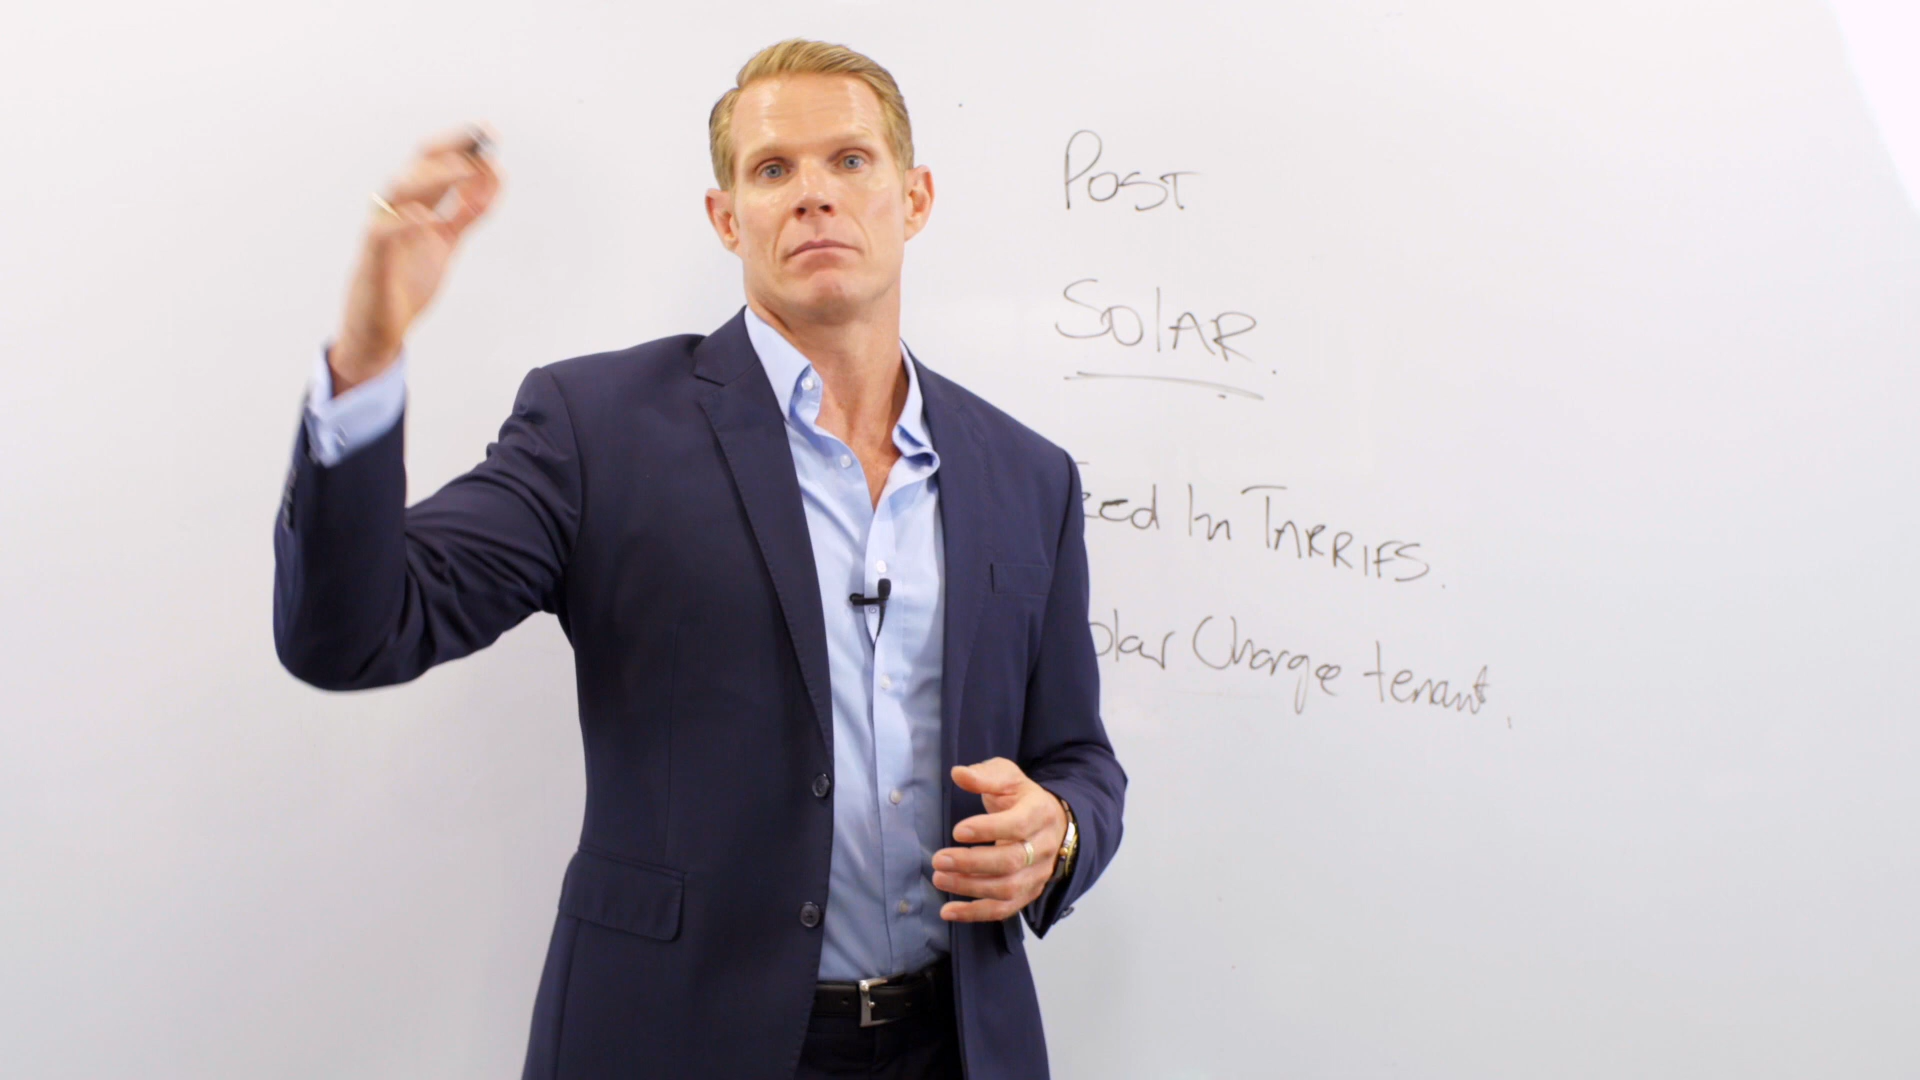 Post
SOLAR.
eed In TARRIFS.
olar Charge tenant.